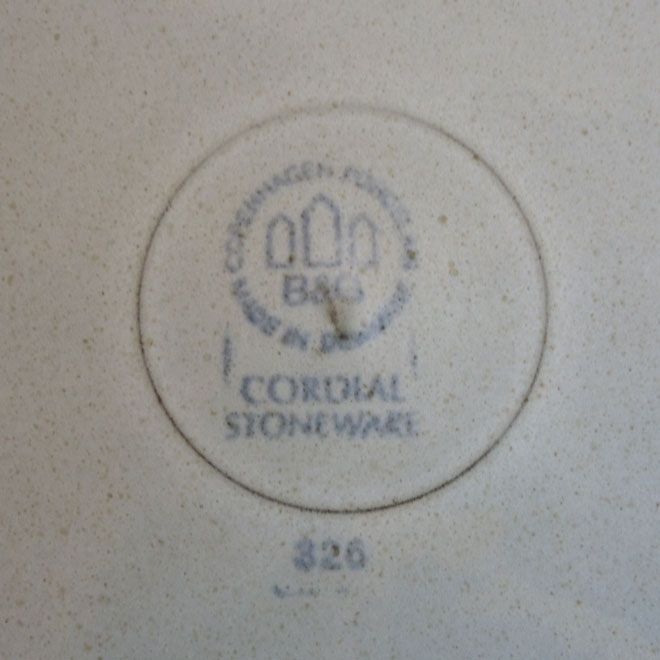 COPENHAGEN PORCELAIN
B&G
MADE IN DENMARK
CORDIAL
STONEWARE
326